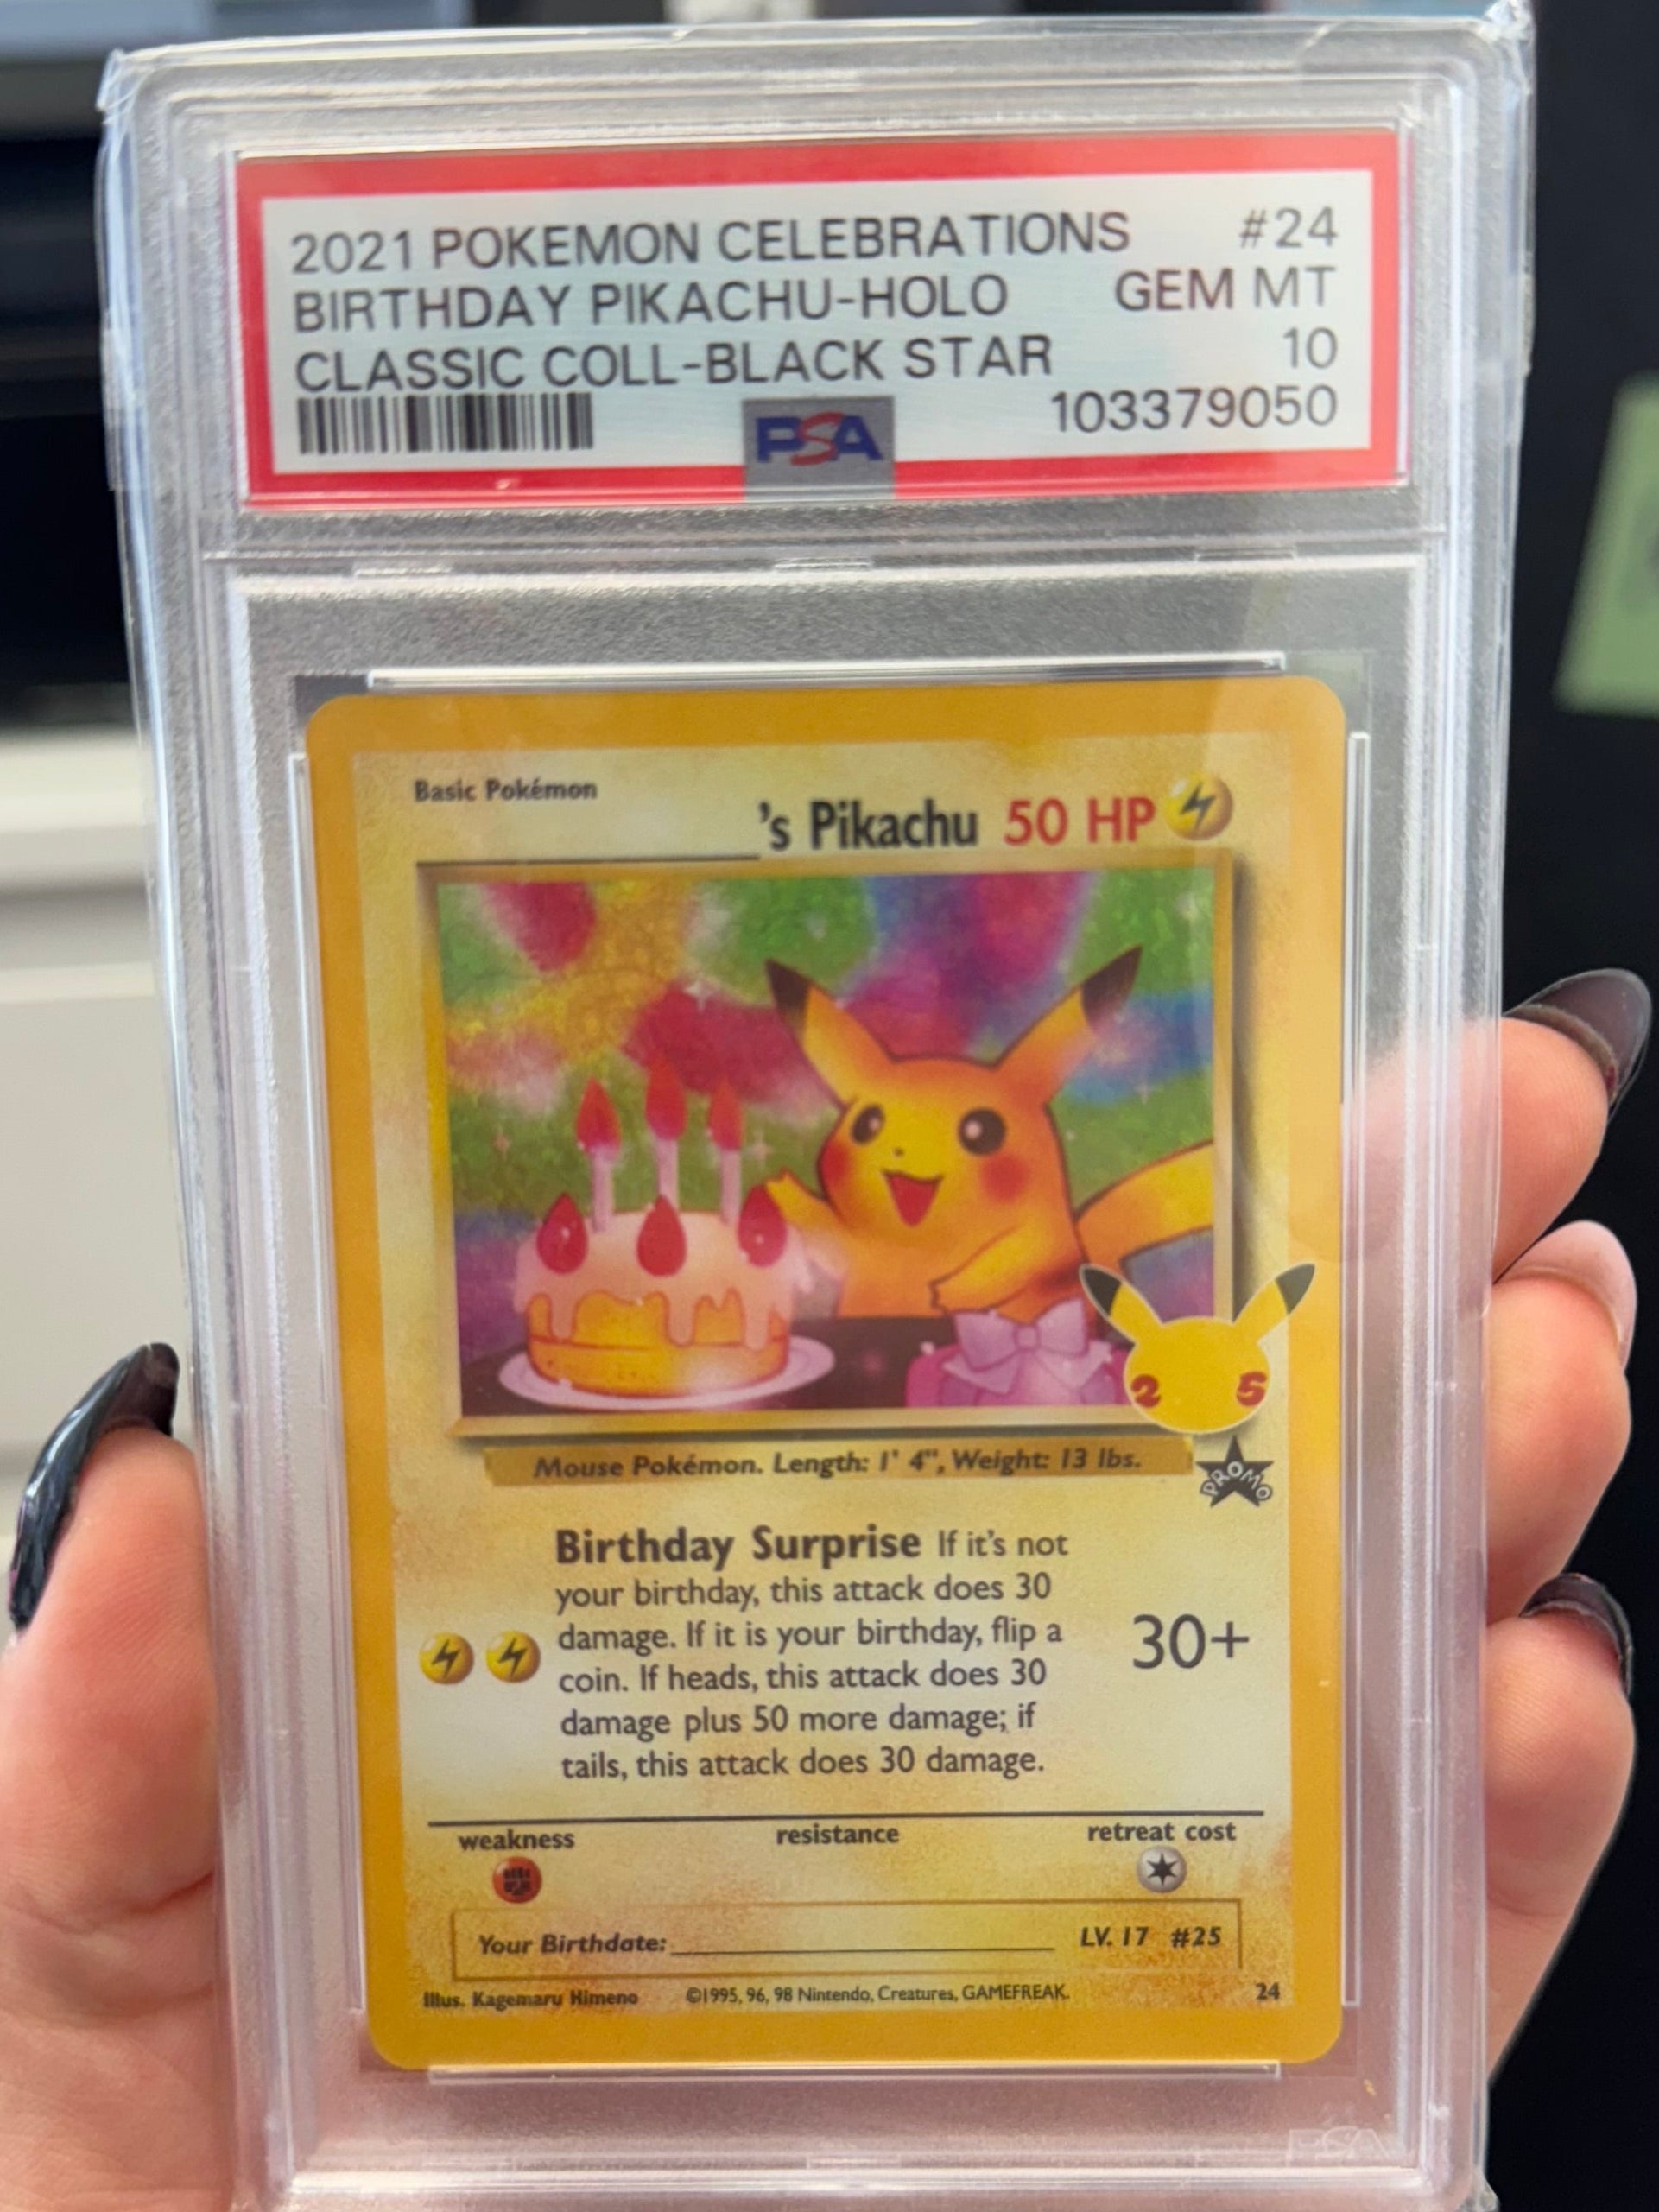 2021 POKEMON CELEBRATIONS #24
BIRTHDAY PIKACHU-HOLO GEM MT
CLASSIC COLL-BLACK STAR 10
PSA 103379050
Basic Pokémon
's Pikachu 50 HP
25
Mouse Pokémon. Length: 1' 4", Weight: 13 lbs.
PROMO
Birthday Surprise If it's not
your birthday, this attack does 30
damage. If it is your birthday, flip a
coin. If heads, this attack does 30
damage plus 50 more damage; if
tails, this attack does 30 damage.
30+
weakness resistance retreat cost
Your Birthdate: LV. 17 #25
Illus. Kagemaru Himeno ©1995, 96, 98 Nintendo, Creatures, GAMEFREAK. 24
PSA